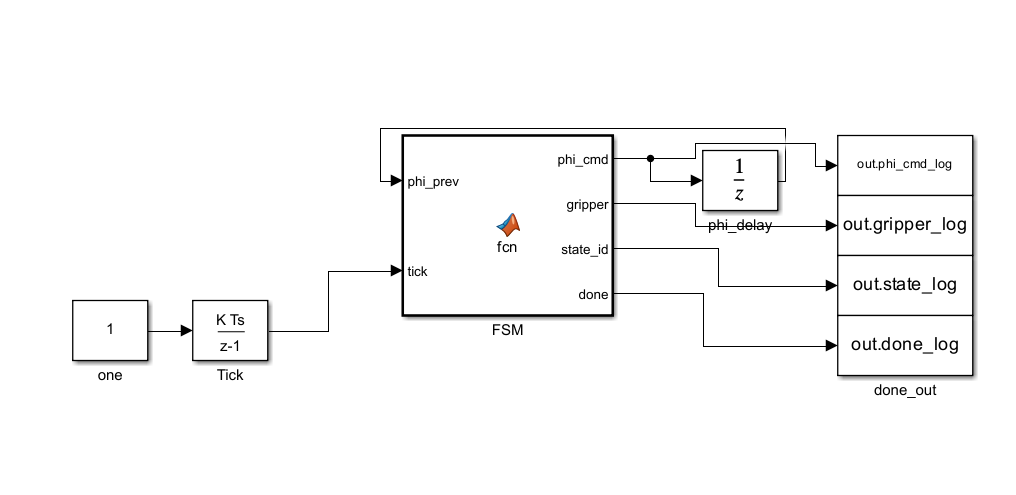 phi_cmd
out.phi_cmd_log
1
z
phi_prev
gripper
phi_delay
out.gripper_log
fcn
state_id
tick
out.state_log
done
1
K Ts
z-1
FSM
out.done_log
one
Tick
done_out